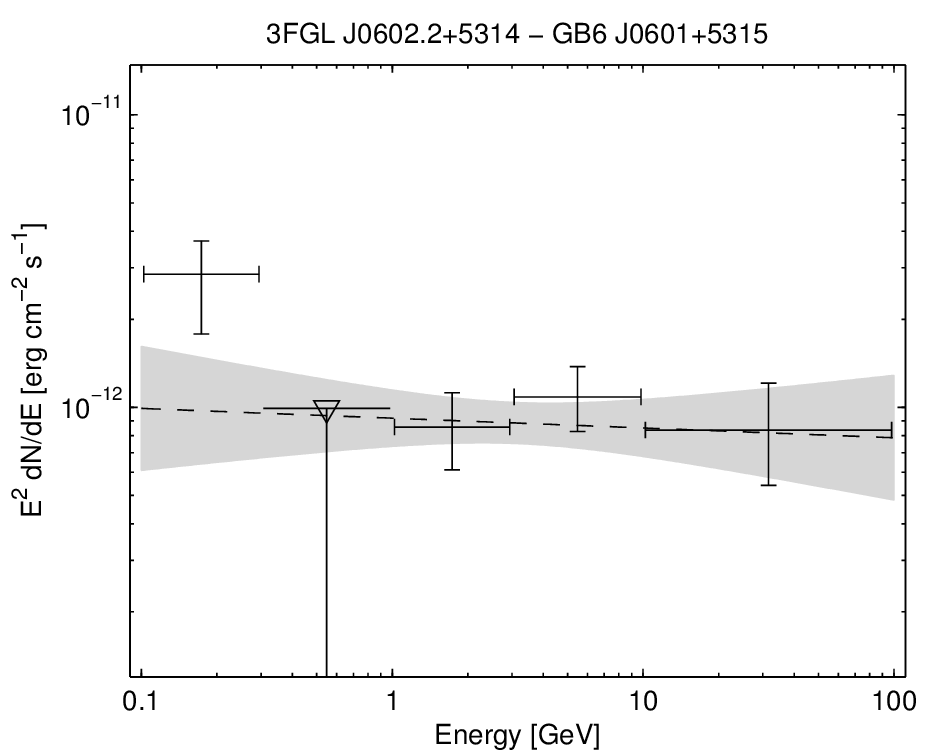 3FGL J0602.2+5314 − GB6 J0601+5315
10⁻¹¹
10⁻¹²
E² dN/dE [erg cm⁻² s⁻¹]
0.1 1 10 100
Energy [GeV]